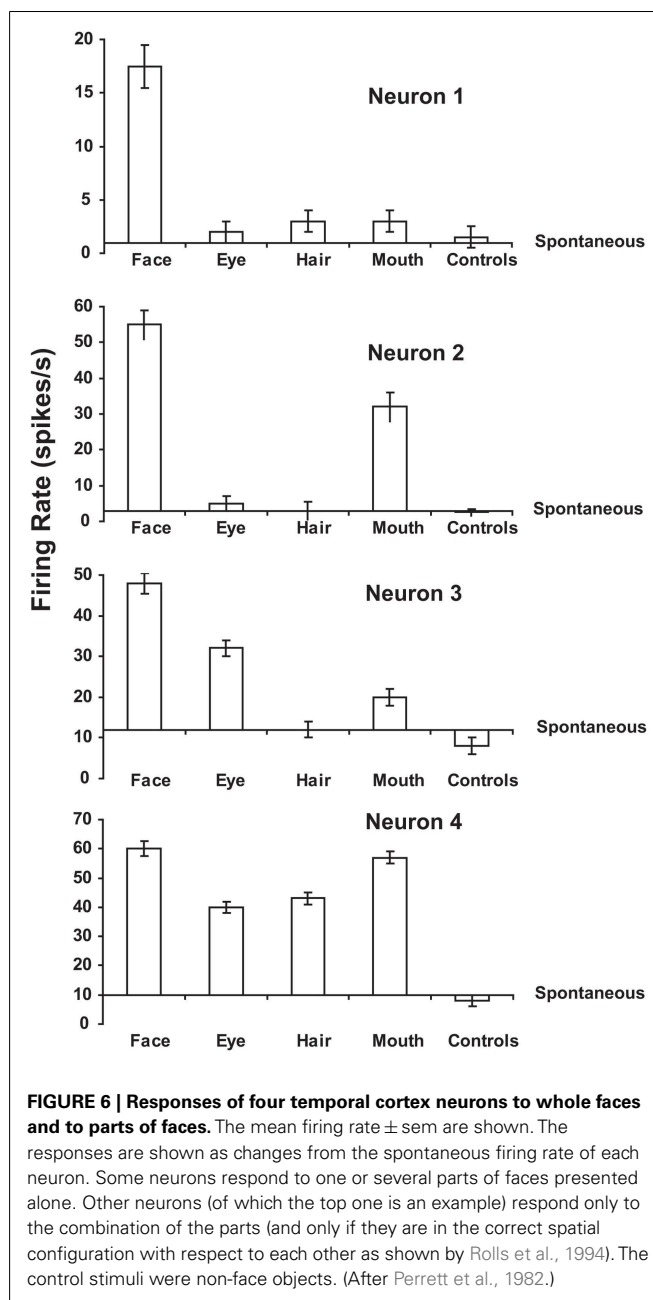 Firing Rate (spikes/s)
20
15
10
5
0
Neuron 1
Spontaneous
Face Eye Hair Mouth Controls
60
50
40
30
20
10
0
Neuron 2
Spontaneous
Face Eye Hair Mouth Controls
50
40
30
20
10
0
Neuron 3
Spontaneous
Face Eye Hair Mouth Controls
70
60
50
40
30
20
10
0
Neuron 4
Spontaneous
Face Eye Hair Mouth Controls
FIGURE 6 | Responses of four temporal cortex neurons to whole faces
and to parts of faces. The mean firing rate ± sem are shown. The
responses are shown as changes from the spontaneous firing rate of each
neuron. Some neurons respond to one or several parts of faces presented
alone. Other neurons (of which the top one is an example) respond only to
the combination of the parts (and only if they are in the correct spatial
configuration with respect to each other as shown by Rolls et al., 1994). The
control stimuli were non-face objects. (After Perrett et al., 1982.)